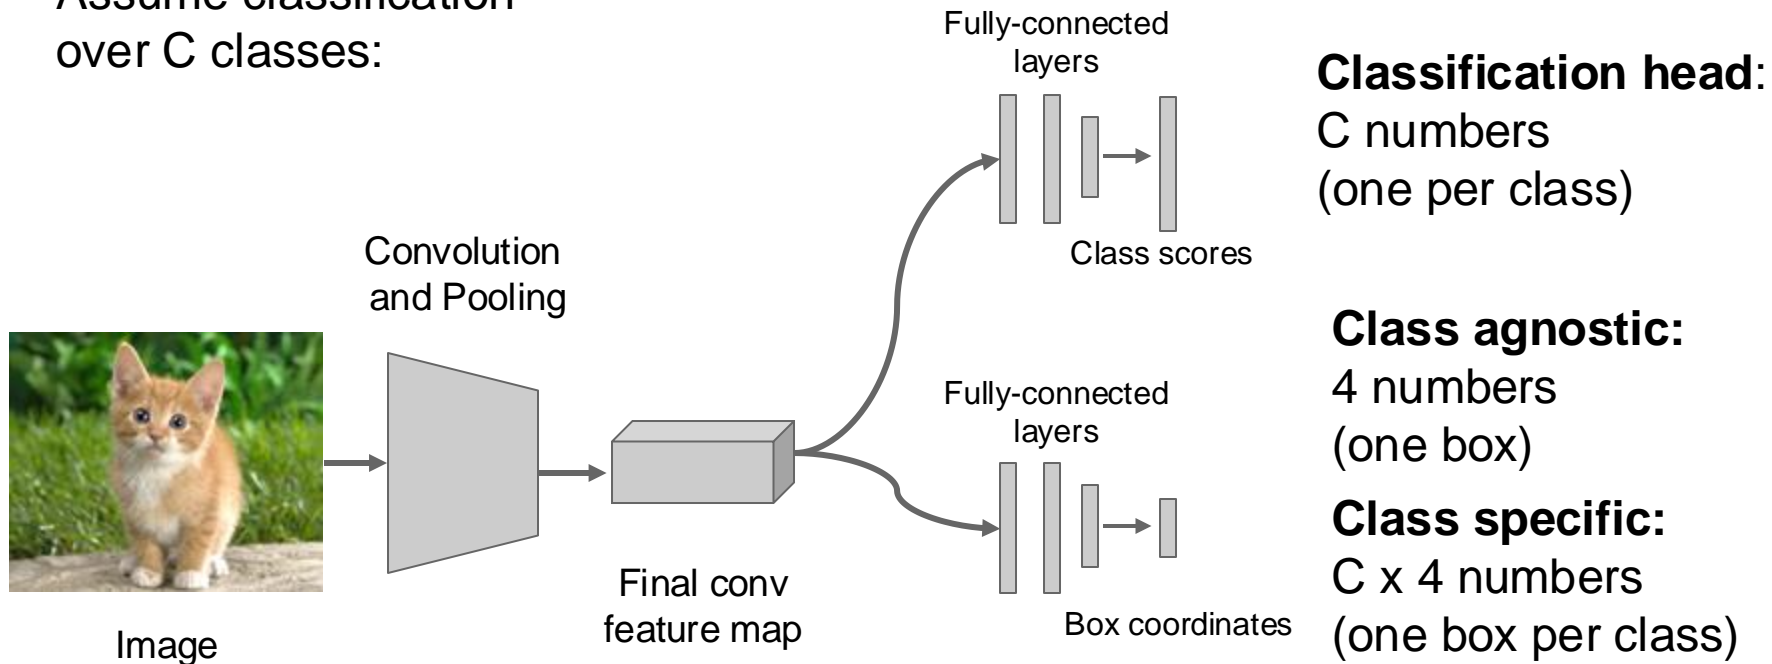 Assume classification
over C classes:
Fully-connected
layers
Classification head:
C numbers
(one per class)
Class scores
Convolution
and Pooling
Class agnostic:
4 numbers
(one box)
Fully-connected
layers
Class specific:
C x 4 numbers
(one box per class)
Final conv
feature map
Box coordinates
Image